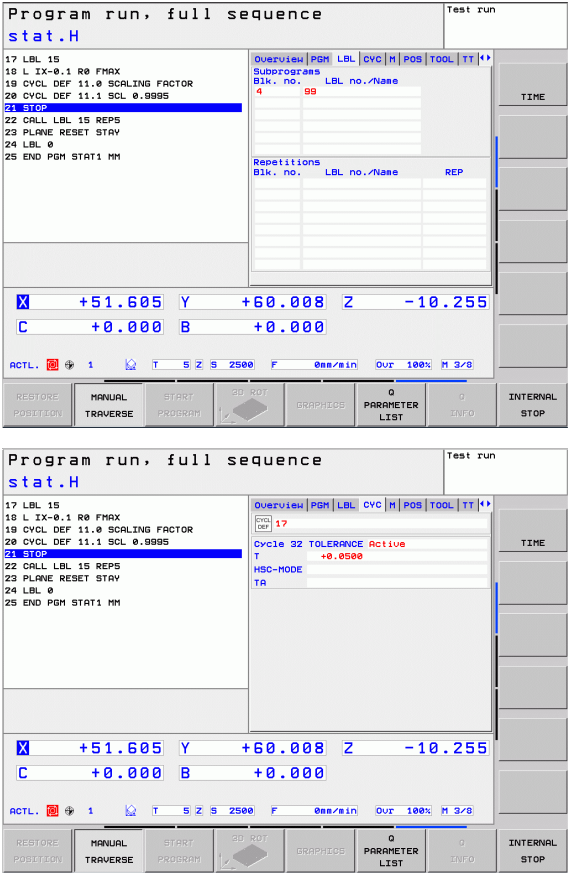 Program run, full sequence
Test run
stat.H
17 LBL 15
18 L IX-0.1 R0 FMAX
19 CYCL DEF 11.0 SCALING FACTOR
20 CYCL DEF 11.1 SCL 0.9995
21 STOP
22 CALL LBL 15 REP5
23 PLANE RESET STAY
24 LBL 0
25 END PGM STAT1 MM
Overview PGM LBL CYC M POS TOOL TT
Subprograms
Blk. no. LBL no./Name
4 99
Repetitions
Blk. no. LBL no./Name REP
TIME
X +51.605 Y +60.008 Z -10.255
C +0.000 B +0.000
ACTL. 1 T 5 Z S 2500 F 0mm/min Ovr 100% M 3/8
RESTORE POSITION
MANUAL TRAVERSE
START PROGRAM
3D ROT
GRAPHICS
Q PARAMETER LIST
Q INFO
INTERNAL STOP
Program run, full sequence
Test run
stat.H
17 LBL 15
18 L IX-0.1 R0 FMAX
19 CYCL DEF 11.0 SCALING FACTOR
20 CYCL DEF 11.1 SCL 0.9995
21 STOP
22 CALL LBL 15 REP5
23 PLANE RESET STAY
24 LBL 0
25 END PGM STAT1 MM
Overview PGM LBL CYC M POS TOOL TT
CYCL DEF 17
Cycle 32 TOLERANCE Active
T +0.0500
HSC-MODE
TA
TIME
X +51.605 Y +60.008 Z -10.255
C +0.000 B +0.000
ACTL. 1 T 5 Z S 2500 F 0mm/min Ovr 100% M 3/8
RESTORE POSITION
MANUAL TRAVERSE
START PROGRAM
3D ROT
GRAPHICS
Q PARAMETER LIST
Q INFO
INTERNAL STOP